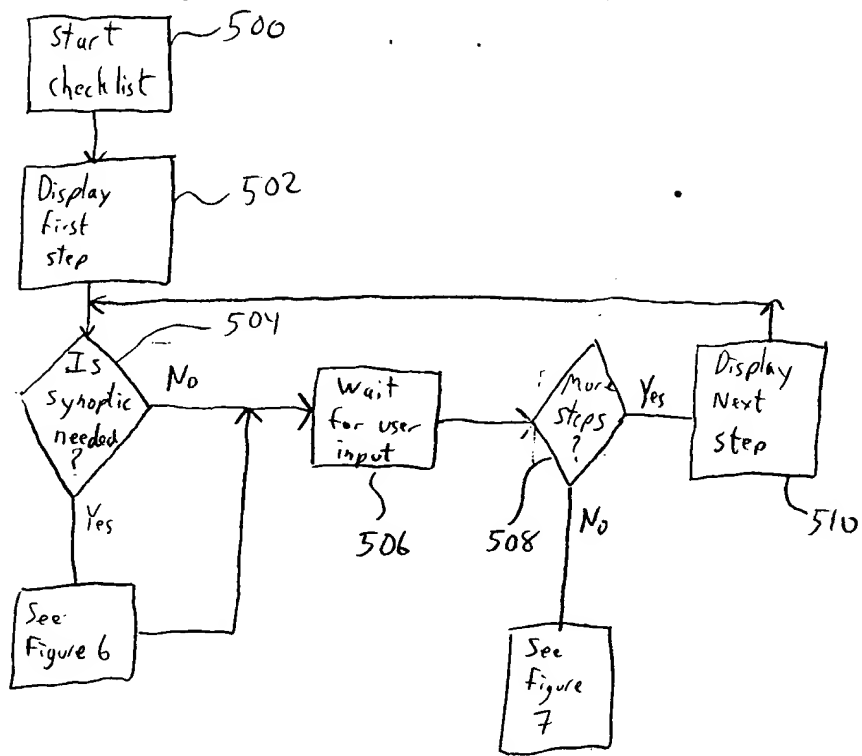 Start
checklist
500
Display
first
step
502
Is
synoptic
needed
?
504
No
Yes
See
Figure 6
Wait
for user
input
506
More
steps
?
508
Yes
No
Display
Next
step
510
See
Figure
7